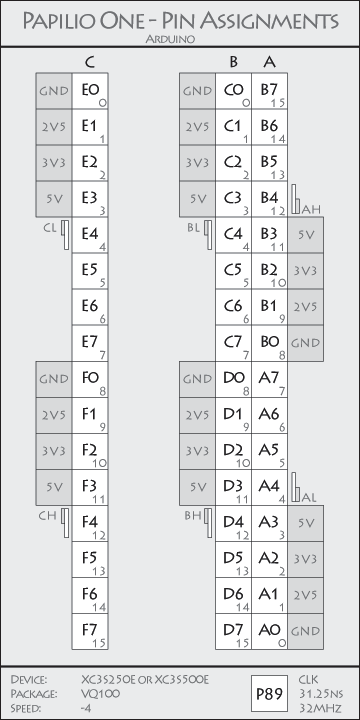 Papilio One - Pin Assignments
Arduino
C B A
GND E0 0 GND C0 0 B7 15
2V5 E1 1 2V5 C1 1 B6 14
3V3 E2 2 3V3 C2 2 B5 13
5V E3 3 5V C3 3 B4 12 AH
CL E4 4 BL C4 4 B3 11 5V
E5 5 C5 5 B2 10 3V3
E6 6 C6 6 B1 9 2V5
E7 7 C7 7 B0 8 GND
GND F0 8 GND D0 8 A7 7
2V5 F1 9 2V5 D1 9 A6 6
3V3 F2 10 3V3 D2 10 A5 5
5V F3 11 5V D3 11 A4 4 AL
CH F4 12 BH D4 12 A3 3 5V
F5 13 D5 13 A2 2 3V3
F6 14 D6 14 A1 1 2V5
F7 15 D7 15 A0 0 GND
Device: XC3S250E or XC3S500E
Package: VQ100
Speed: -4
P89
CLK
31.25ns
32MHz